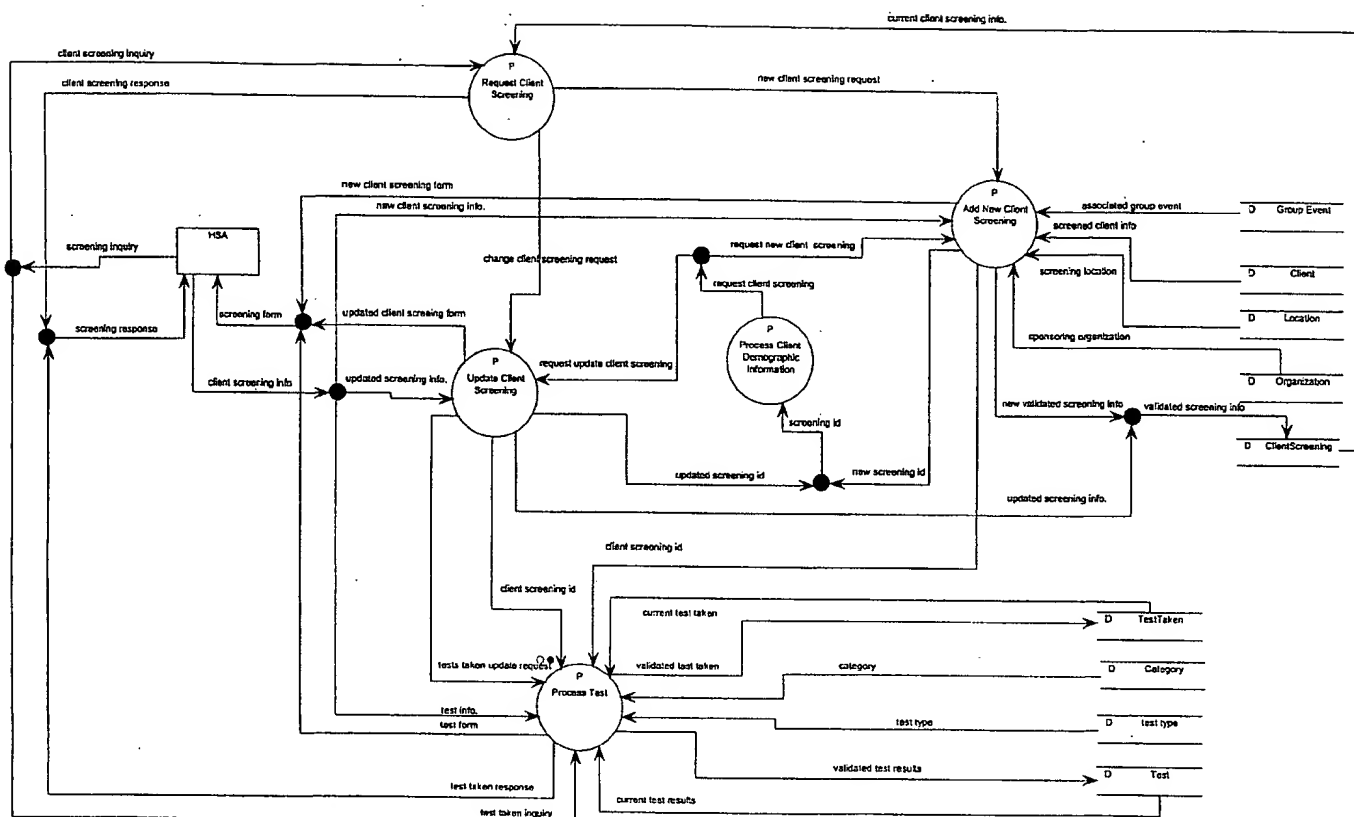 current client screening info.
client screening inquiry
P
Request Client
Screening
client screening response
new client screening request
new client screening form
new client screening info.
P
Add New Client
Screening
associated group event
D Group Event
screened client info
screening inquiry
HSA
change client screening request
request new client screening
screening location
D Client
request client screening
screening form
updated client screeing form
D Location
screening response
P
Process Client
Demographic
Information
sponsoring organization
P
Update Client
Screening
request update client screening
client screening info
updated screening info.
D Organization
new validated screening info
validated screening info
screening id
D ClientScreening
updated screening id
new screening id
updated screening info.
client screening id
client screening id
current test taken
D TestTaken
tests taken update request
validated test taken
category
D Category
P
Process Test
test info.
test form
test type
D test type
validated test results
D Test
test taken response
current test results
test taken inquiry